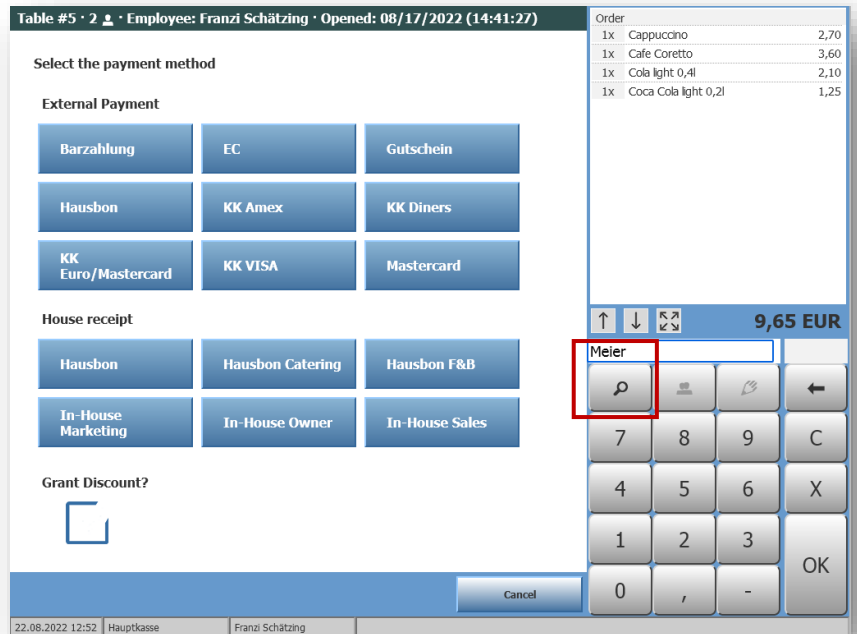 Table #5 · 2 · Employee: Franzi Schätzing · Opened: 08/17/2022 (14:41:27)
Select the payment method
External Payment
Barzahlung
EC
Gutschein
Hausbon
KK Amex
KK Diners
KK
Euro/Mastercard
KK VISA
Mastercard
House receipt
Hausbon
Hausbon Catering
Hausbon F&B
In-House
Marketing
In-House Owner
In-House Sales
Grant Discount?
Cancel
Order
1x Cappuccino 2,70
1x Cafe Coretto 3,60
1x Cola light 0,4l 2,10
1x Coca Cola light 0,2l 1,25
9,65 EUR
Meier
7 8 9 C
4 5 6 X
1 2 3
OK
0 , -
22.08.2022 12:52 Hauptkasse Franzi Schätzing